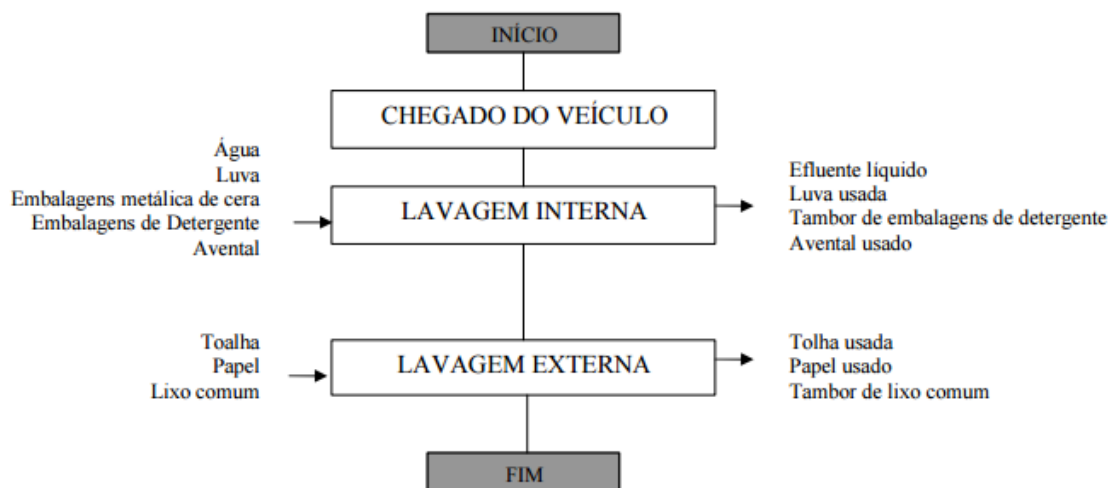 INÍCIO
CHEGADO DO VEÍCULO
Água
Luva
Embalagens metálica de cera
Embalagens de Detergente
Avental
LAVAGEM INTERNA
Efluente líquido
Luva usada
Tambor de embalagens de detergente
Avental usado
Toalha
Papel
Lixo comum
LAVAGEM EXTERNA
Tolha usada
Papel usado
Tambor de lixo comum
FIM